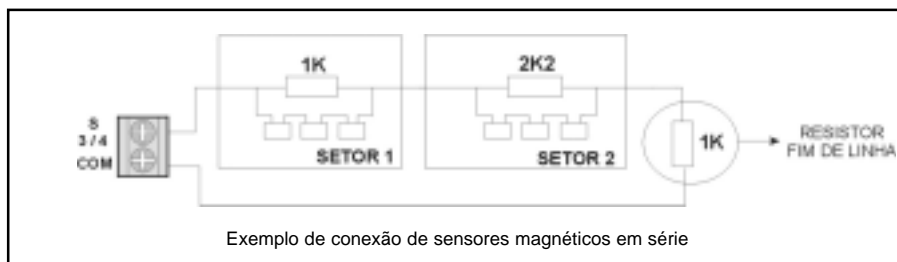 1K
2K2
S
3 / 4
COM
SETOR 1
SETOR 2
1K
RESISTOR
FIM DE LINHA
Exemplo de conexão de sensores magnéticos em série